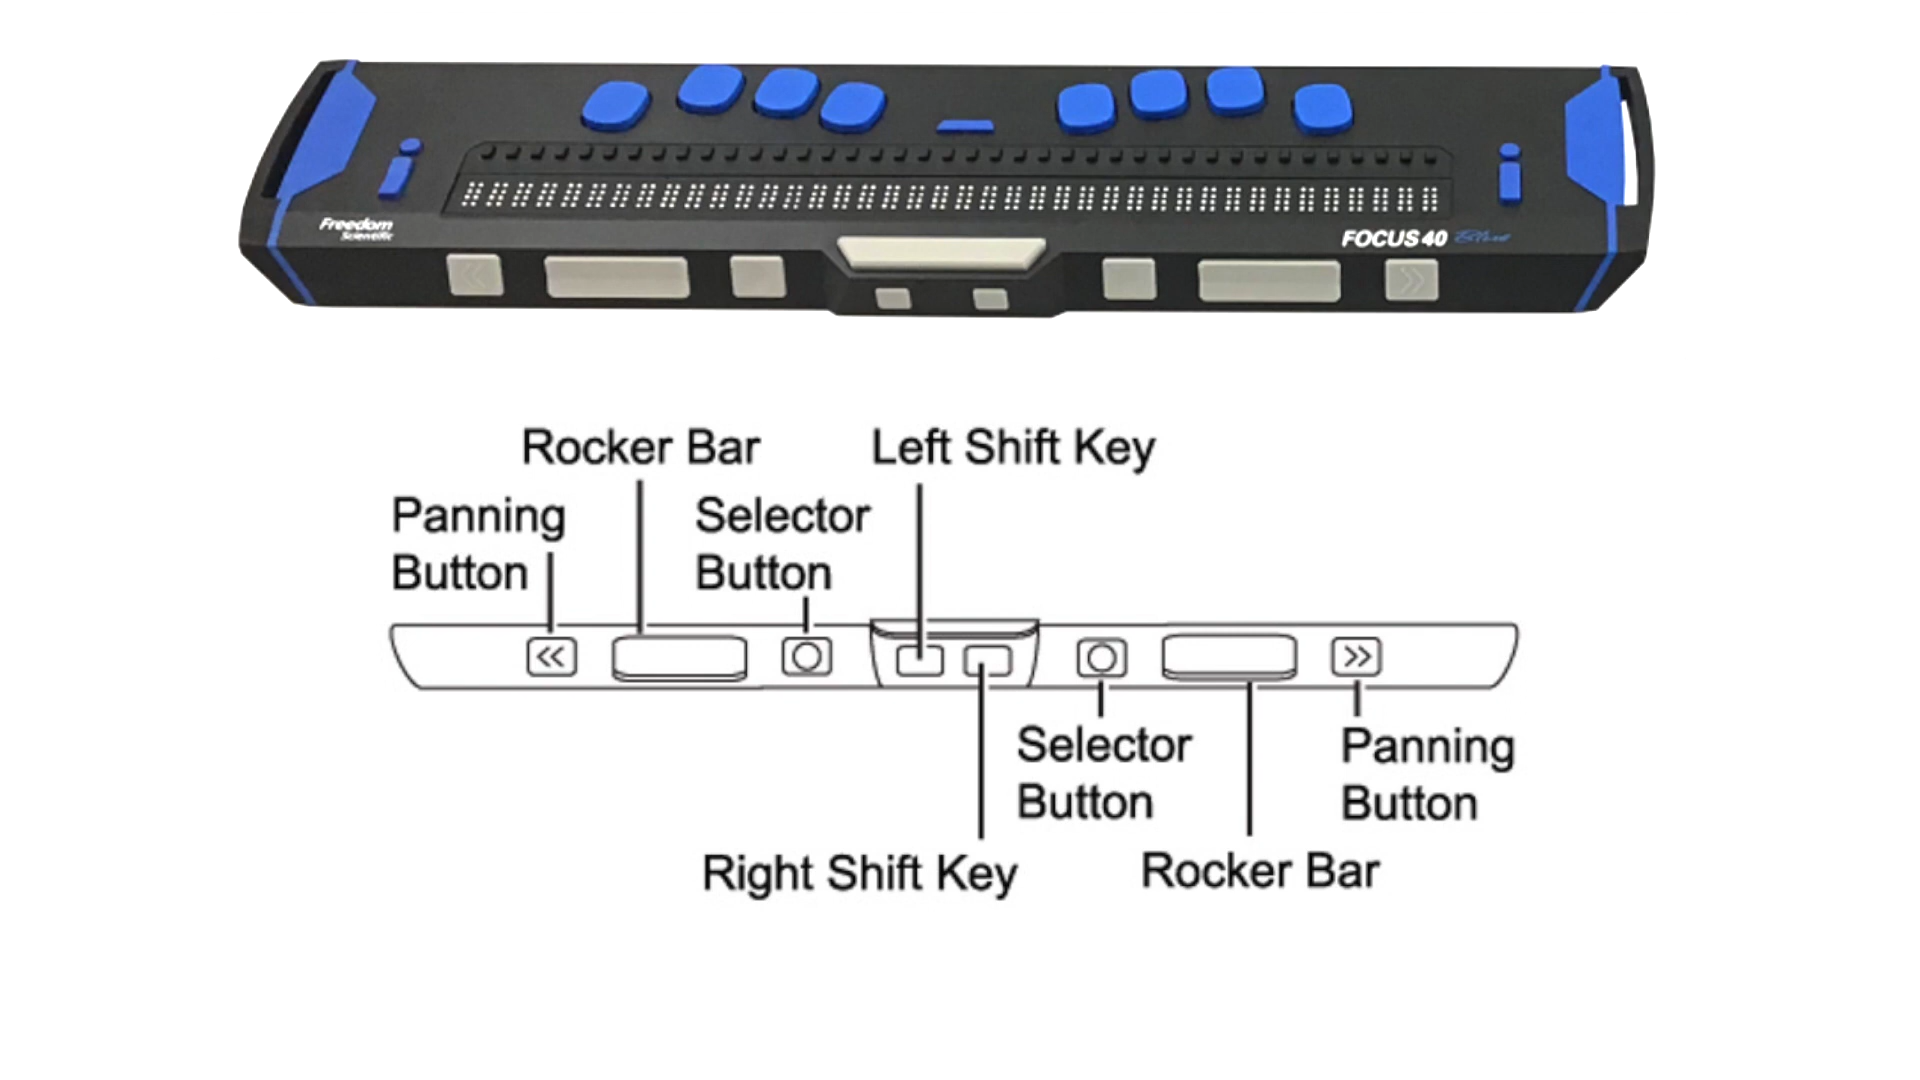 Freedom
Scientific
FOCUS 40 Blue
Rocker Bar
Left Shift Key
Panning
Button
Selector
Button
Selector
Button
Panning
Button
Right Shift Key
Rocker Bar